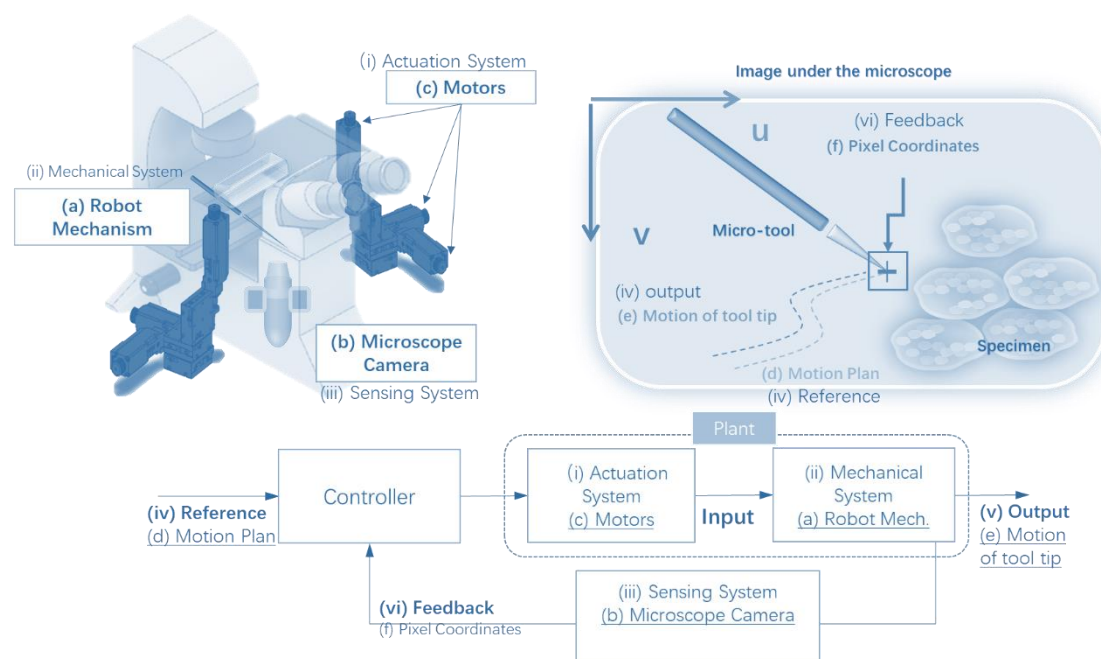 (i) Actuation System
(c) Motors
(ii) Mechanical System
(a) Robot
Mechanism
(b) Microscope
Camera
(iii) Sensing System
Image under the microscope
u
v
(vi) Feedback
(f) Pixel Coordinates
Micro-tool
(iv) output
(e) Motion of tool tip
Specimen
(d) Motion Plan
(iv) Reference
Plant
Controller
(i) Actuation
System
(c) Motors
Input
(ii) Mechanical
System
(a) Robot Mech.
(iv) Reference
(d) Motion Plan
(v) Output
(e) Motion
of tool tip
(vi) Feedback
(f) Pixel Coordinates
(iii) Sensing System
(b) Microscope Camera